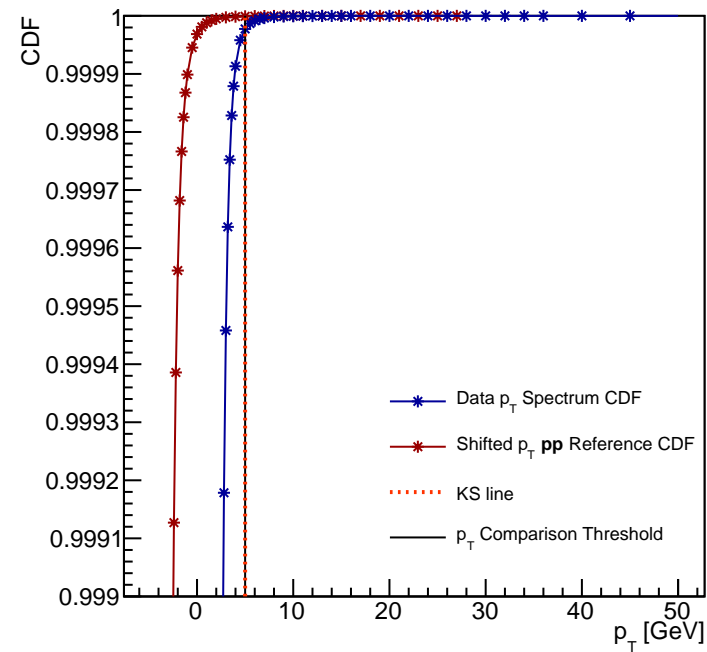 CDF
1
0.9999
0.9998
0.9997
0.9996
0.9995
0.9994
0.9993
0.9992
0.9991
0.999
Data p_T Spectrum CDF
Shifted p_T pp Reference CDF
KS line
p_T Comparison Threshold
0 10 20 30 40 50
p_T [GeV]